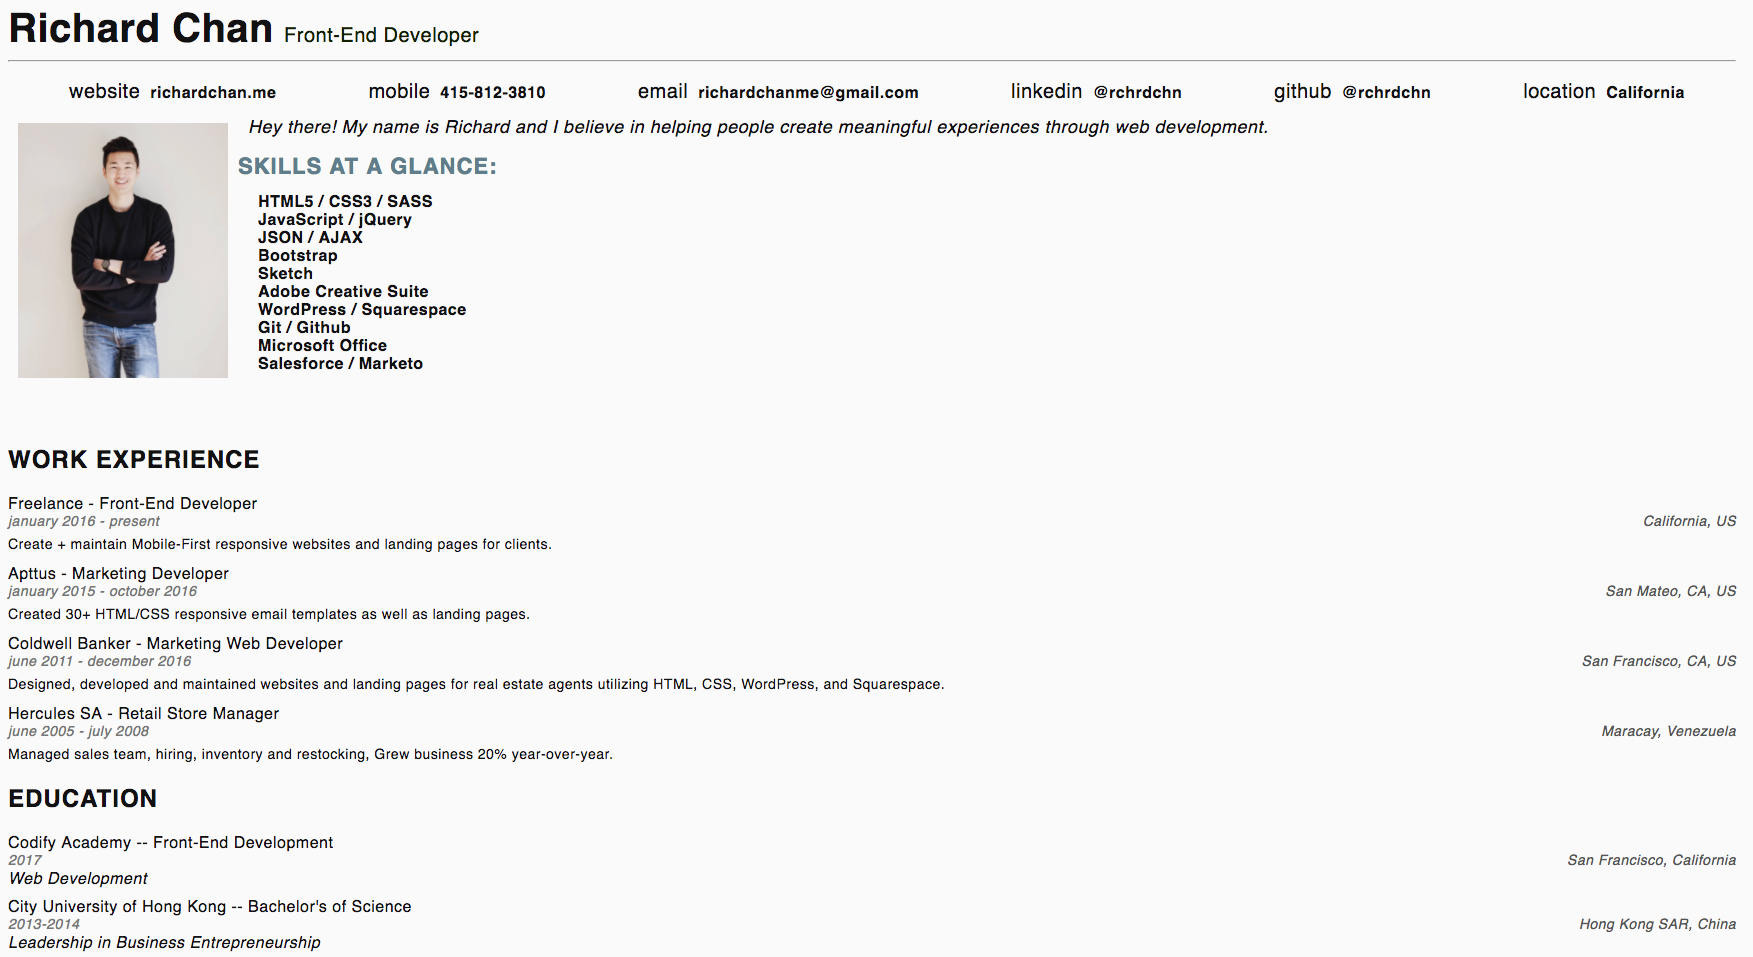 Richard Chan Front-End Developer
website richardchan.me mobile 415-812-3810 email richardchanme@gmail.com linkedin @rchrdchn github @rchrdchn location California
Hey there! My name is Richard and I believe in helping people create meaningful experiences through web development.
SKILLS AT A GLANCE:
HTML5 / CSS3 / SASS
JavaScript / jQuery
JSON / AJAX
Bootstrap
Sketch
Adobe Creative Suite
WordPress / Squarespace
Git / Github
Microsoft Office
Salesforce / Marketo
WORK EXPERIENCE
Freelance - Front-End Developer
january 2016 - present California, US
Create + maintain Mobile-First responsive websites and landing pages for clients.
Apttus - Marketing Developer
january 2015 - october 2016 San Mateo, CA, US
Created 30+ HTML/CSS responsive email templates as well as landing pages.
Coldwell Banker - Marketing Web Developer
june 2011 - december 2016 San Francisco, CA, US
Designed, developed and maintained websites and landing pages for real estate agents utilizing HTML, CSS, WordPress, and Squarespace.
Hercules SA - Retail Store Manager
june 2005 - july 2008 Maracay, Venezuela
Managed sales team, hiring, inventory and restocking, Grew business 20% year-over-year.
EDUCATION
Codify Academy -- Front-End Development
2017 San Francisco, California
Web Development
City University of Hong Kong -- Bachelor's of Science
2013-2014 Hong Kong SAR, China
Leadership in Business Entrepreneurship